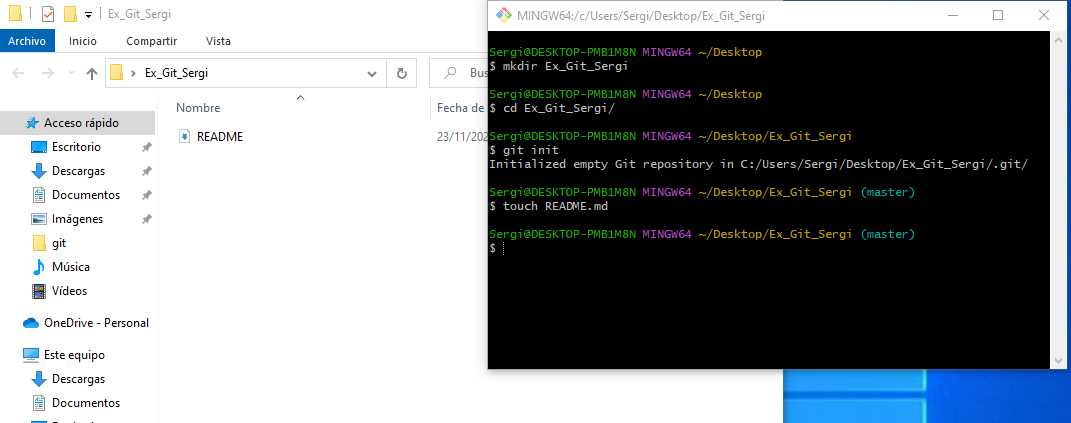 Ex_Git_Sergi
Archivo Inicio Compartir Vista
Ex_Git_Sergi
Nombre Fecha de
README 23/11/202
Acceso rápido
Escritorio
Descargas
Documentos
Imágenes
git
Música
Vídeos
OneDrive - Personal
Este equipo
Descargas
Documentos
MINGW64:/c/Users/Sergi/Desktop/Ex_Git_Sergi
Sergi@DESKTOP-PMB1M8N MINGW64 ~/Desktop
$ mkdir Ex_Git_Sergi
Sergi@DESKTOP-PMB1M8N MINGW64 ~/Desktop
$ cd Ex_Git_Sergi/
Sergi@DESKTOP-PMB1M8N MINGW64 ~/Desktop/Ex_Git_Sergi
$ git init
Initialized empty Git repository in C:/Users/Sergi/Desktop/Ex_Git_Sergi/.git/
Sergi@DESKTOP-PMB1M8N MINGW64 ~/Desktop/Ex_Git_Sergi (master)
$ touch README.md
Sergi@DESKTOP-PMB1M8N MINGW64 ~/Desktop/Ex_Git_Sergi (master)
$